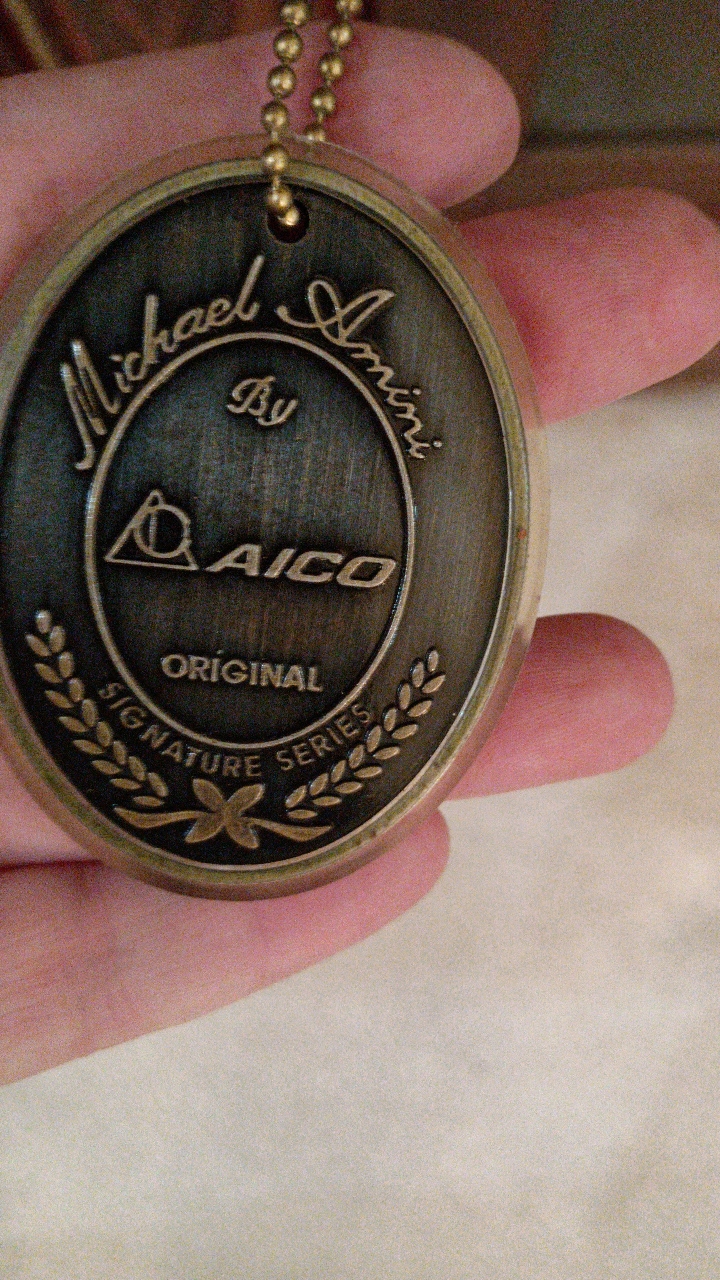 Michael Amini
By
AICO
ORIGINAL
SIGNATURE SERIES